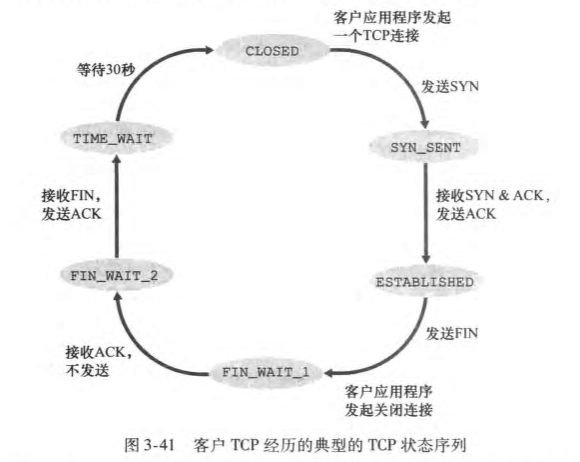 客户应用程序发起
一个TCP连接
CLOSED
等待30秒
发送SYN
TIME_WAIT
SYN_SENT
接收FIN，
发送ACK
接收SYN & ACK，
发送ACK
FIN_WAIT_2
ESTABLISHED
发送FIN
接收ACK，
不发送
FIN_WAIT_1
客户应用程序
发起关闭连接
图 3-41 客户 TCP 经历的典型的 TCP 状态序列